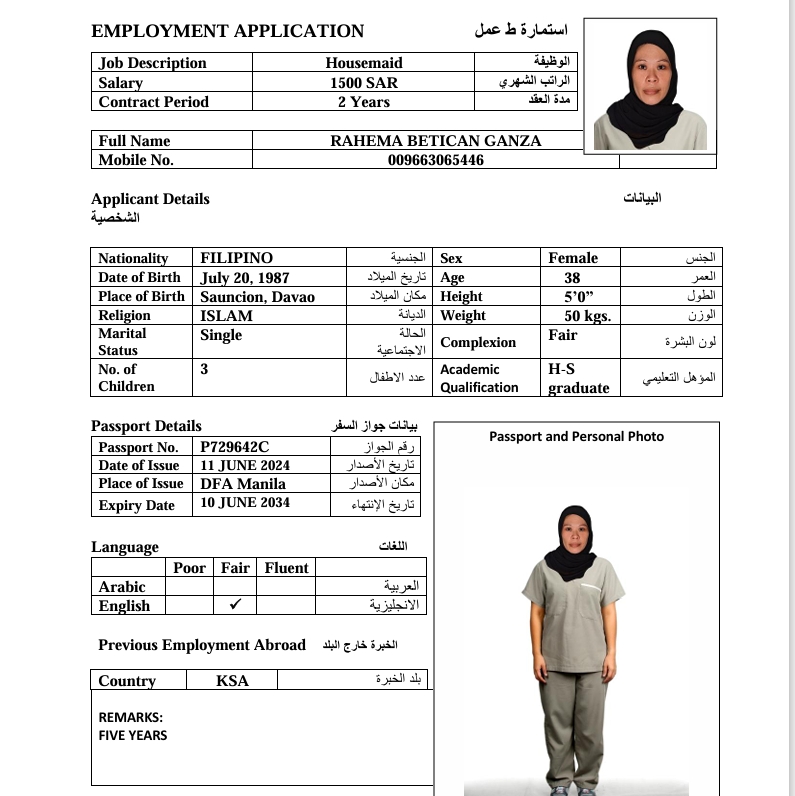 EMPLOYMENT APPLICATION استمارة ط عمل
Job Description Housemaid الوظيفة
Salary 1500 SAR الراتب الشهري
Contract Period 2 Years مدة العقد
Full Name RAHEMA BETICAN GANZA
Mobile No. 009663065446
Applicant Details البيانات
الشخصية
Nationality FILIPINO الجنسية Sex Female الجنس
Date of Birth July 20, 1987 تاريخ الميلاد Age 38 العمر
Place of Birth Sauncion, Davao مكان الميلاد Height 5’0” الطول
Religion ISLAM الديانة Weight 50 kgs. الوزن
Marital Status Single الحالة الاجتماعية Complexion Fair لون البشرة
No. of Children 3 عدد الاطفال Academic Qualification H-S graduate المؤهل التعليمي
Passport Details بيانات جواز السفر
Passport No. P729642C رقم الجواز
Date of Issue 11 JUNE 2024 تاريخ الأصدار
Place of Issue DFA Manila مكان الأصدار
Expiry Date 10 JUNE 2034 تاريخ الإنتهاء
Passport and Personal Photo
Language اللغات
Poor Fair Fluent
Arabic العربية
English ✓ الانجليزية
Previous Employment Abroad الخبرة خارج البلد
Country KSA بلد الخبرة
REMARKS:
FIVE YEARS